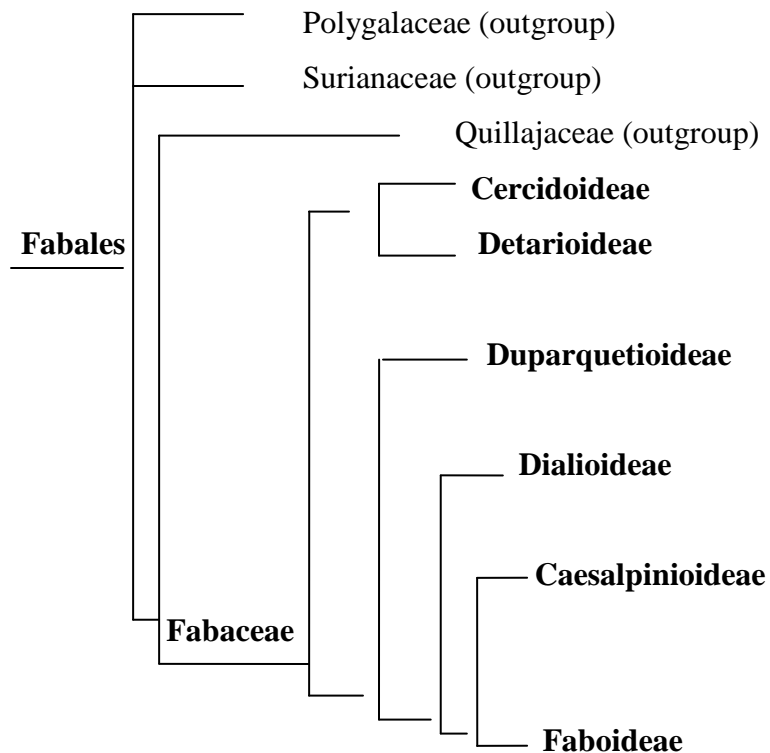 Polygalaceae (outgroup)
Surianaceae (outgroup)
Quillajaceae (outgroup)
Cercidoideae
Fabales
Detarioideae
Duparquetioideae
Dialioideae
Caesalpinioideae
Fabaceae
Faboideae